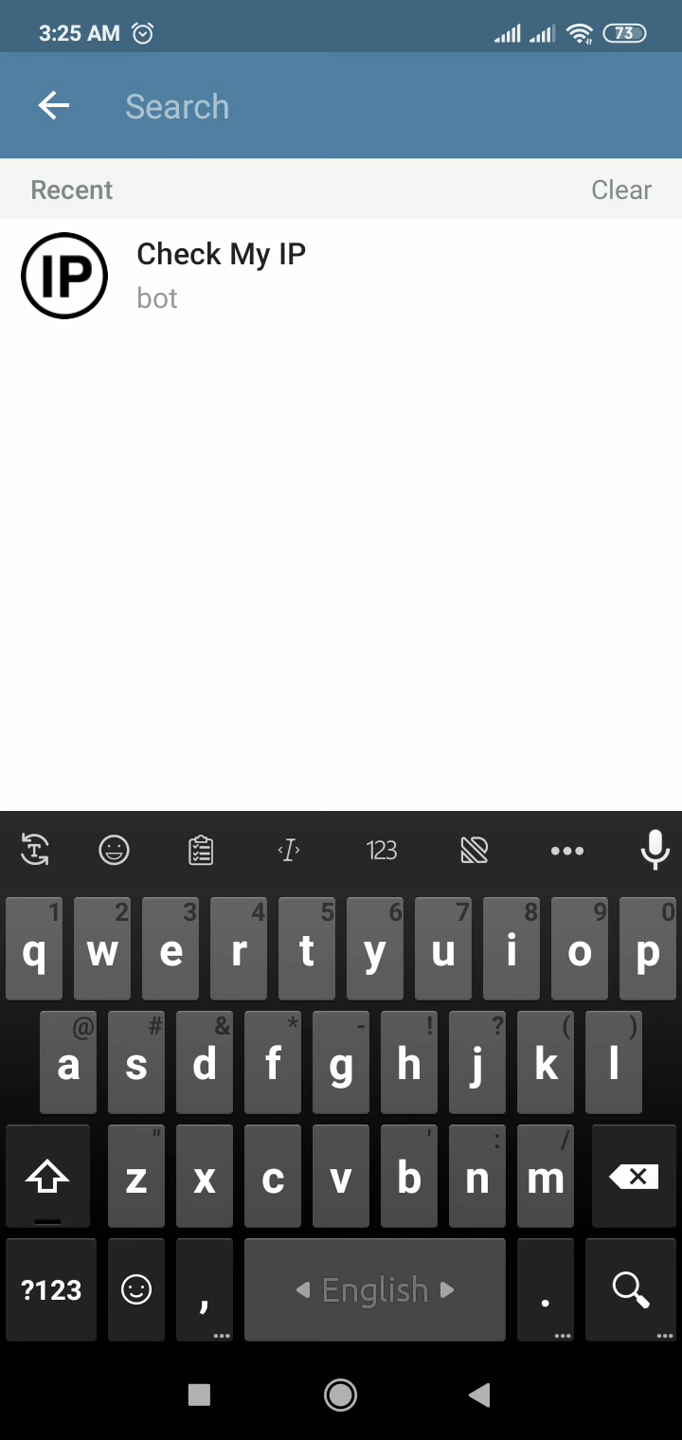 3:25 AM 73
Search
Recent Clear
IP Check My IP
bot
123
1 2 3 4 5 6 7 8 9 0
q w e r t y u i o p
@ # & * - ! ? ( )
a s d f g h j k l
" ' : /
z x c v b n m
?123 , English .